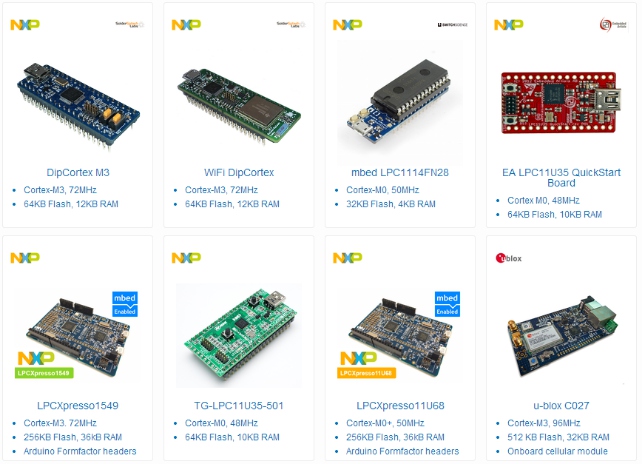 NXP
NXP
SWITCHSCIENCE
NXP
NXP
DipCortex M3
Cortex-M3, 72MHz
64KB Flash, 12KB RAM
WiFi DipCortex
Cortex-M3, 72MHz
64KB Flash, 12KB RAM
mbed LPC1114FN28
Cortex-M0, 50MHz
32KB Flash, 4KB RAM
EA LPC11U35 QuickStart
Board
Cortex M0, 48MHz
64KB Flash, 10KB RAM
NXP
mbed
Enabled
NXP
LPCXpresso1549
LPCXpresso1549
Cortex-M3. 72MHz
256KB Flash, 36kB RAM
Arduino Formfactor headers
NXP
TG-LPC11U35-501
Cortex-M0, 48MHz
64KB Flash, 10KB RAM
NXP
mbed
Enabled
NXP
LPCXpresso11U68
LPCXpresso11U68
Cortex-M0+, 50MHz
256KB Flash, 36kB RAM
Arduino Formfactor headers
ublox
u-blox C027
Cortex-M3, 96MHz
512 KB Flash, 32KB RAM
Onboard cellular module